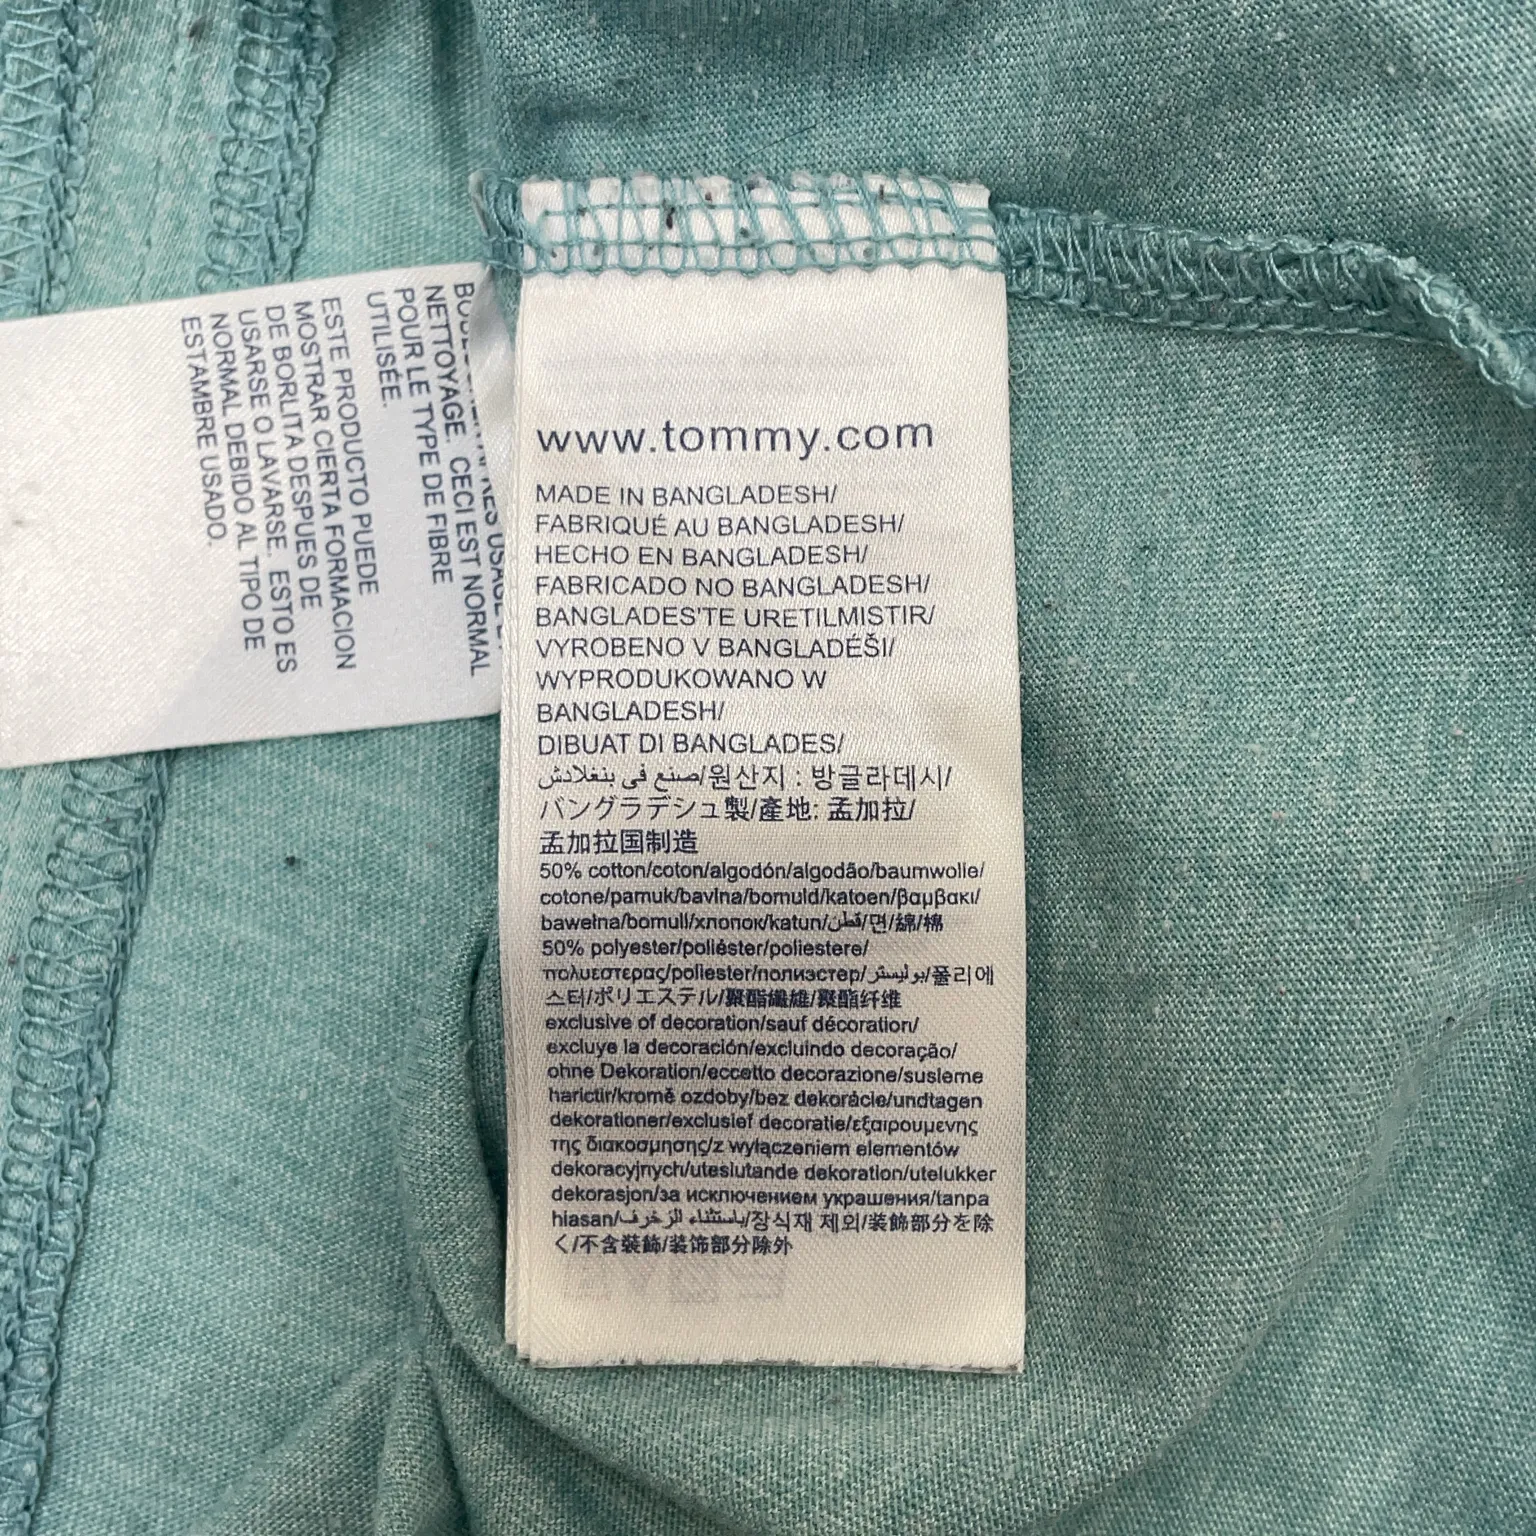 www.tommy.com
MADE IN BANGLADESH/
FABRIQUÉ AU BANGLADESH/
HECHO EN BANGLADESH/
FABRICADO NO BANGLADESH/
BANGLADES'TE URETILMISTIR/
VYROBENO V BANGLADÉŠI/
WYPRODUKOWANO W
BANGLADESH/
DIBUAT DI BANGLADES/
صنع في بنغلادش/원산지 : 방글라데시/
バングラデシュ製/產地: 孟加拉/
孟加拉国制造
50% cotton/coton/algodón/algodão/baumwolle/
cotone/pamuk/bavlna/bomuld/katoen/βαμβακι/
bawełna/bomull/хлопок/katun/قطن/면/綿/棉
50% polyester/poliéster/poliestere/
πολυεστερας/poliester/полиэстер/بوليستر/폴리에
스터/ポリエステル/聚酯纖維/聚酯纤维
exclusive of decoration/sauf décoration/
excluye la decoración/excluindo decoração/
ohne Dekoration/eccetto decorazione/susleme
harictir/kromě ozdoby/bez dekorácie/undtagen
dekorationer/exclusief decoratie/εξαιρουμενης
της διακοσμησης/z wyłączeniem elementów
dekoracyjnych/uteslutande dekoration/utelukker
dekorasjon/за исключением украшения/tanpa
hiasan/باستثناء الزخرف/장식재 제외/装飾部分を除
く/不含裝飾/装饰部分除外
NETTOYAGE. CECI EST NORMAL
POUR LE TYPE DE FIBRE
UTILISÉE.
ESTE PRODUCTO PUEDE
MOSTRAR CIERTA FORMACION
DE BORLITA DESPUES DE
USARSE O LAVARSE. ESTO ES
NORMAL DEBIDO AL TIPO DE
ESTAMBRE USADO.